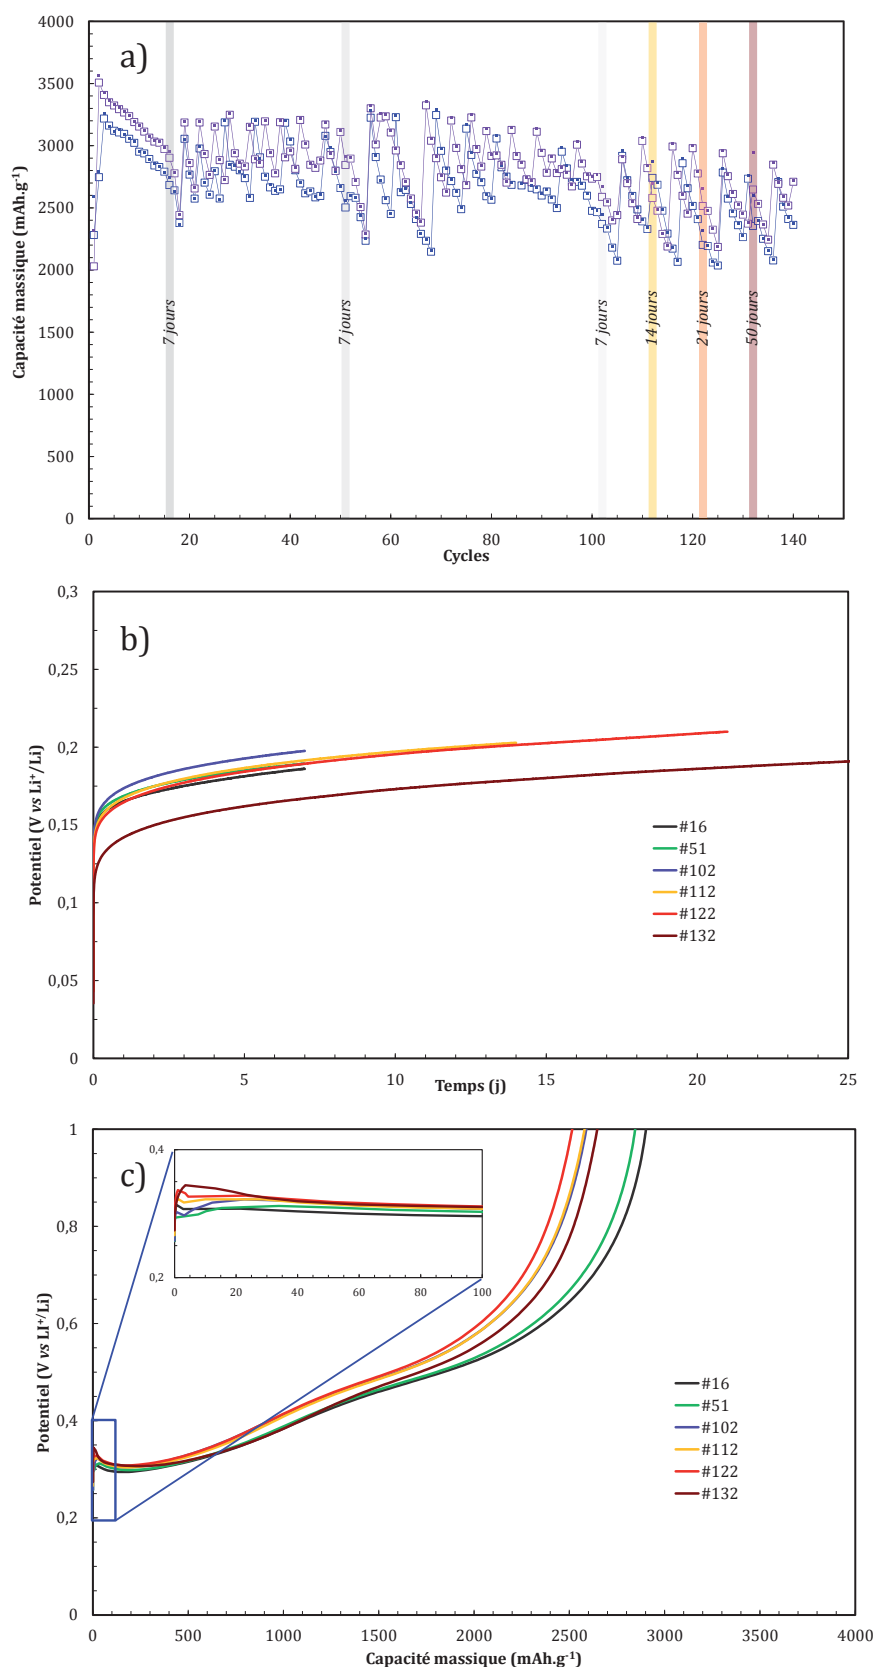 a)
Capacité massique (mAh.g-1)
4000
3500
3000
2500
2000
1500
1000
500
0
7 jours
7 jours
7 jours
14 jours
21 jours
50 jours
0 20 40 60 80 100 120 140
Cycles
b)
Potentiel (V vs Li+/Li)
0,3
0,25
0,2
0,15
0,1
0,05
0
#16
#51
#102
#112
#122
#132
0 5 10 15 20 25
Temps (j)
c)
Potentiel (V vs LI+/Li)
1
0,8
0,6
0,4
0,2
0
0,4
0,2
0 20 40 60 80 100
#16
#51
#102
#112
#122
#132
0 500 1000 1500 2000 2500 3000 3500 4000
Capacité massique (mAh.g-1)